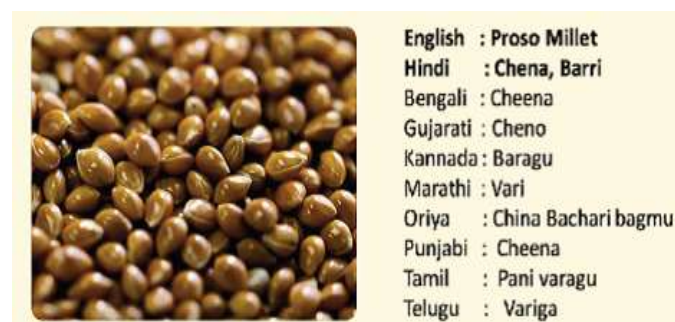 English : Proso Millet
Hindi : Chena, Barri
Bengali : Cheena
Gujarati : Cheno
Kannada : Baragu
Marathi : Vari
Oriya : China Bachari bagmu
Punjabi : Cheena
Tamil : Pani varagu
Telugu : Variga